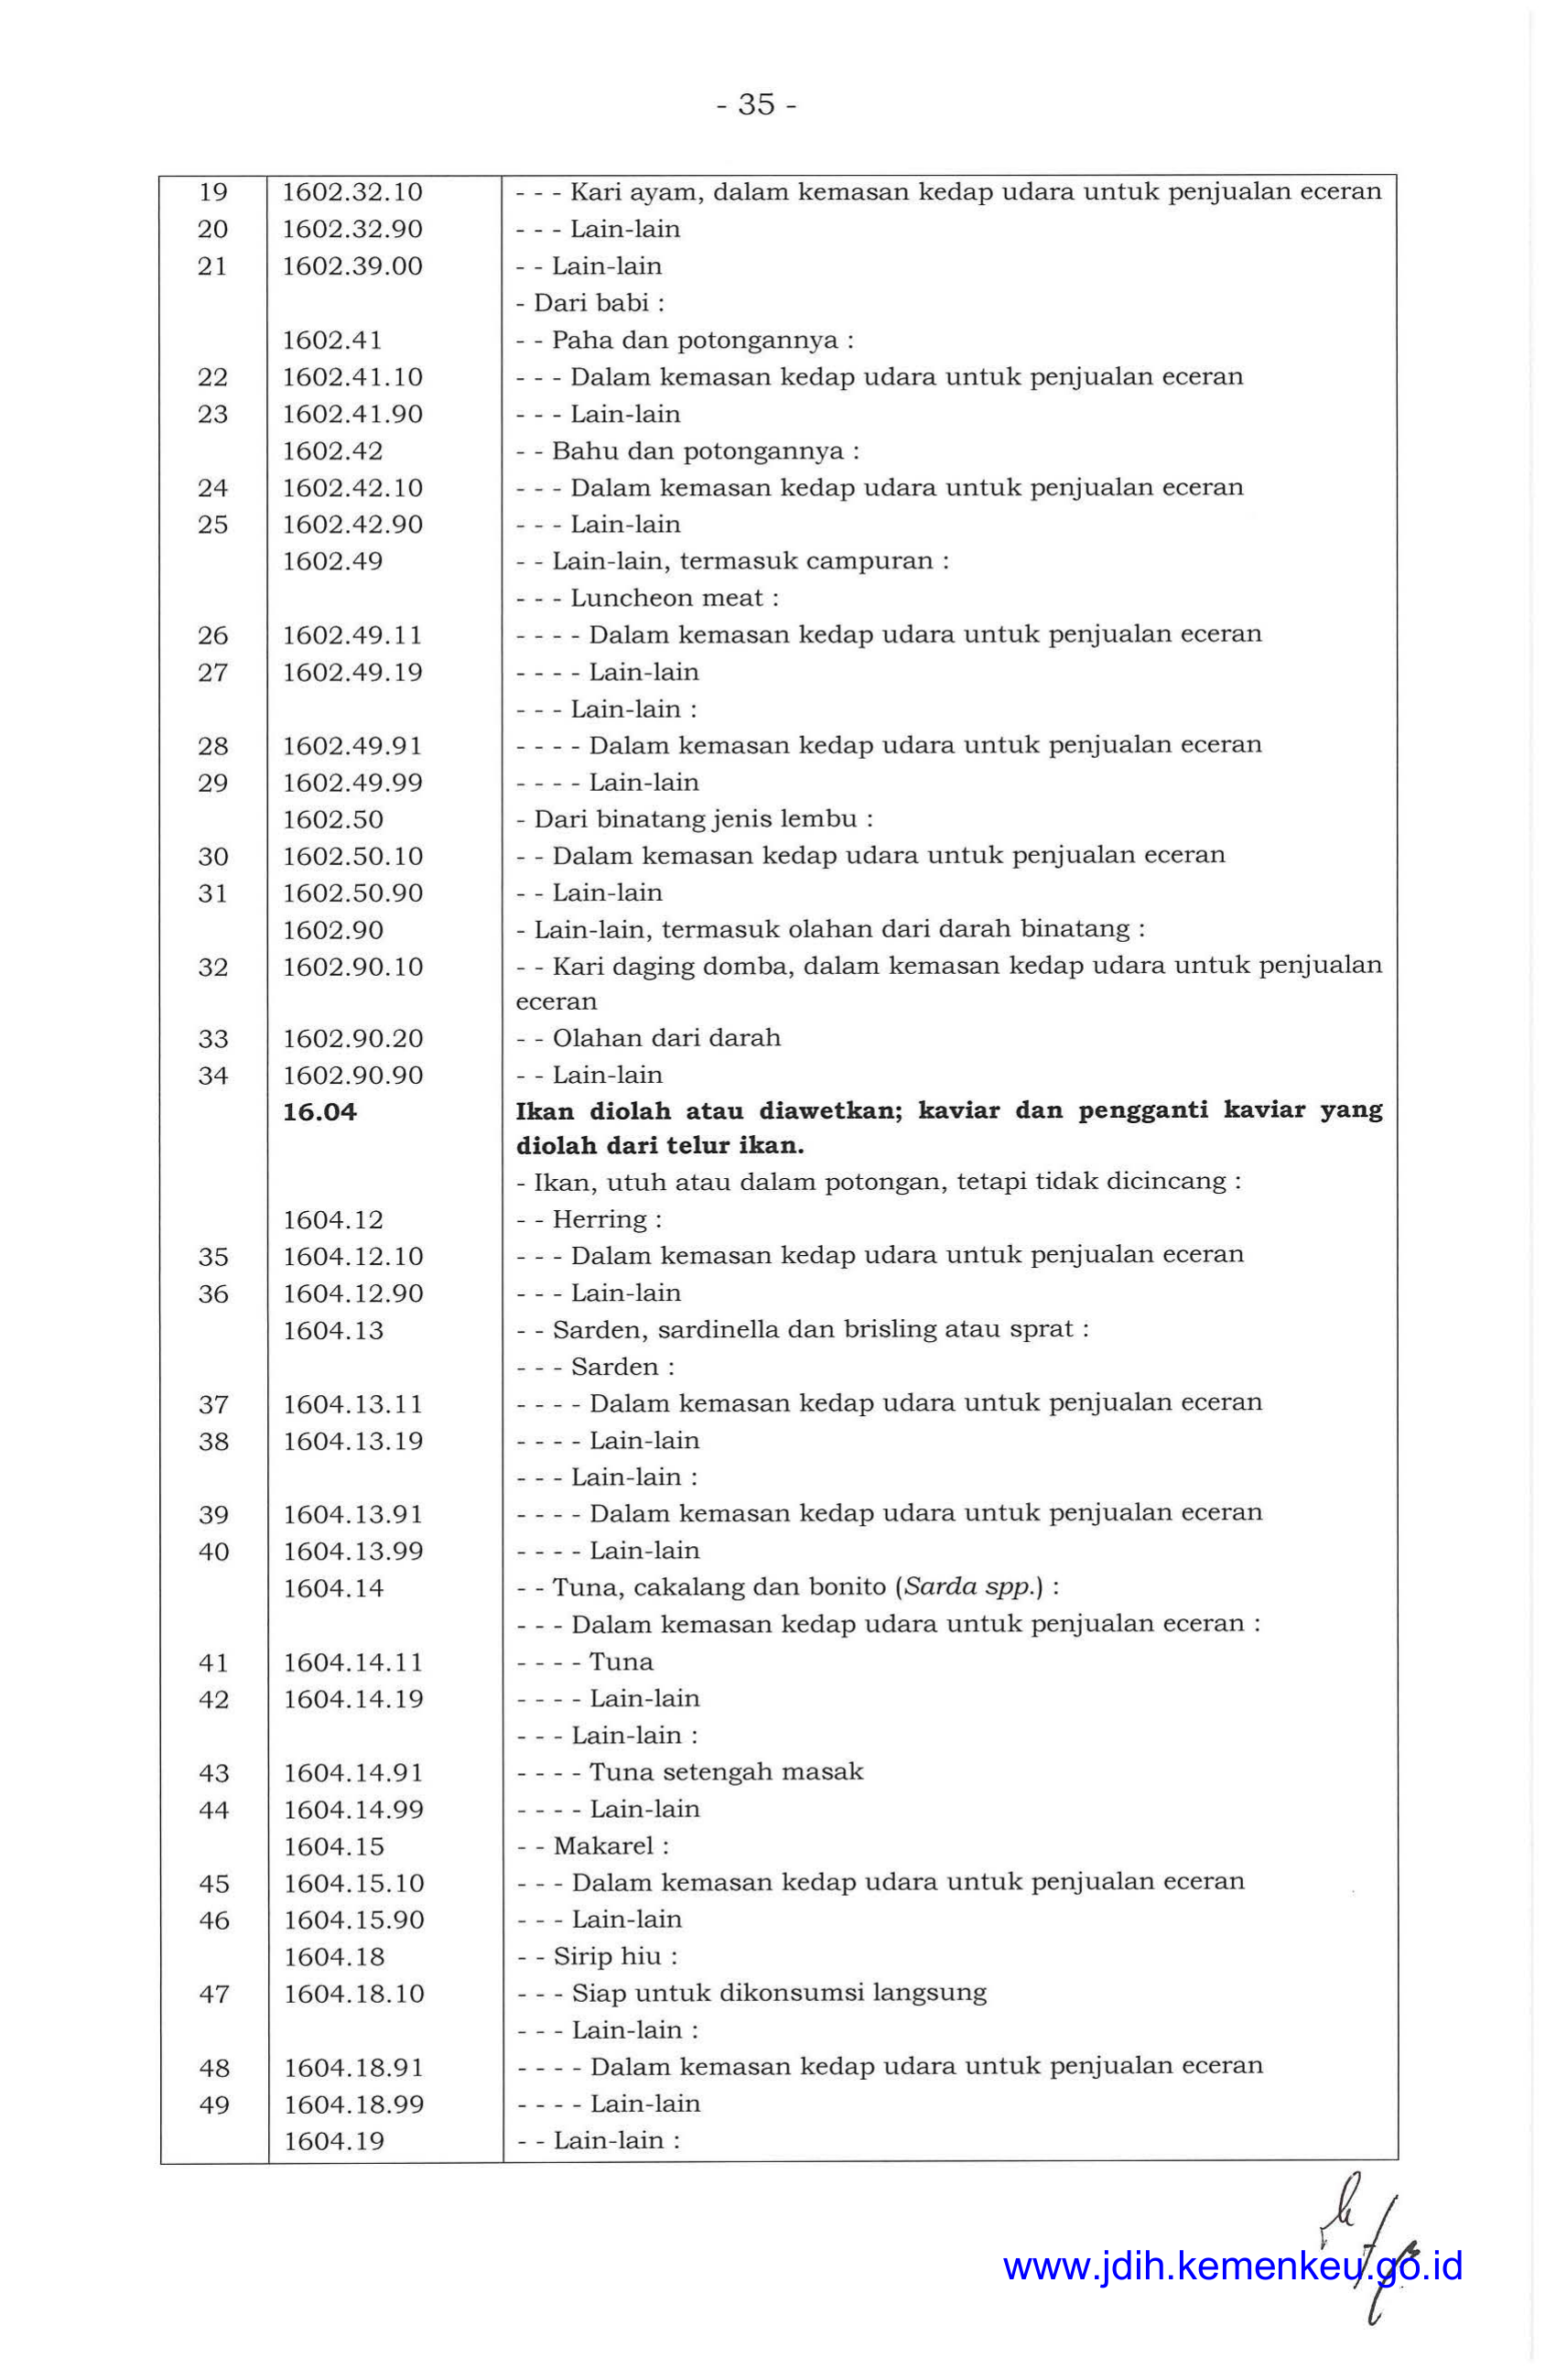 - 35 -
19 1602.32.10 - - - Kari ayam, dalam kemasan kedap udara untuk penjualan eceran
20 1602.32.90 - - - Lain-lain
21 1602.39.00 - - Lain-lain
- Dari babi :
1602.41 - - Paha dan potongannya :
22 1602.41.10 - - - Dalam kemasan kedap udara untuk penjualan eceran
23 1602.41.90 - - - Lain-lain
1602.42 - - Bahu dan potongannya :
24 1602.42.10 - - - Dalam kemasan kedap udara untuk penjualan eceran
25 1602.42.90 - - - Lain-lain
1602.49 - - Lain-lain, termasuk campuran :
- - - Luncheon meat :
26 1602.49.11 - - - - Dalam kemasan kedap udara untuk penjualan eceran
27 1602.49.19 - - - - Lain-lain
- - - Lain-lain :
28 1602.49.91 - - - - Dalam kemasan kedap udara untuk penjualan eceran
29 1602.49.99 - - - - Lain-lain
1602.50 - Dari binatang jenis lembu :
30 1602.50.10 - - Dalam kemasan kedap udara untuk penjualan eceran
31 1602.50.90 - - Lain-lain
1602.90 - Lain-lain, termasuk olahan dari darah binatang :
32 1602.90.10 - - Kari daging domba, dalam kemasan kedap udara untuk penjualan
eceran
33 1602.90.20 - - Olahan dari darah
34 1602.90.90 - - Lain-lain
16.04 Ikan diolah atau diawetkan; kaviar dan pengganti kaviar yang
diolah dari telur ikan.
- Ikan, utuh atau dalam potongan, tetapi tidak dicincang :
1604.12 - - Herring :
35 1604.12.10 - - - Dalam kemasan kedap udara untuk penjualan eceran
36 1604.12.90 - - - Lain-lain
1604.13 - - Sarden, sardinella dan brisling atau sprat :
- - - Sarden :
37 1604.13.11 - - - - Dalam kemasan kedap udara untuk penjualan eceran
38 1604.13.19 - - - - Lain-lain
- - - Lain-lain :
39 1604.13.91 - - - - Dalam kemasan kedap udara untuk penjualan eceran
40 1604.13.99 - - - - Lain-lain
1604.14 - - Tuna, cakalang dan bonito (Sarda spp.) :
- - - Dalam kemasan kedap udara untuk penjualan eceran :
41 1604.14.11 - - - - Tuna
42 1604.14.19 - - - - Lain-lain
- - - Lain-lain :
43 1604.14.91 - - - - Tuna setengah masak
44 1604.14.99 - - - - Lain-lain
1604.15 - - Makarel :
45 1604.15.10 - - - Dalam kemasan kedap udara untuk penjualan eceran
46 1604.15.90 - - - Lain-lain
1604.18 - - Sirip hiu :
47 1604.18.10 - - - Siap untuk dikonsumsi langsung
- - - Lain-lain :
48 1604.18.91 - - - - Dalam kemasan kedap udara untuk penjualan eceran
49 1604.18.99 - - - - Lain-lain
1604.19 - - Lain-lain :
www.jdih.kemenkeu.go.id